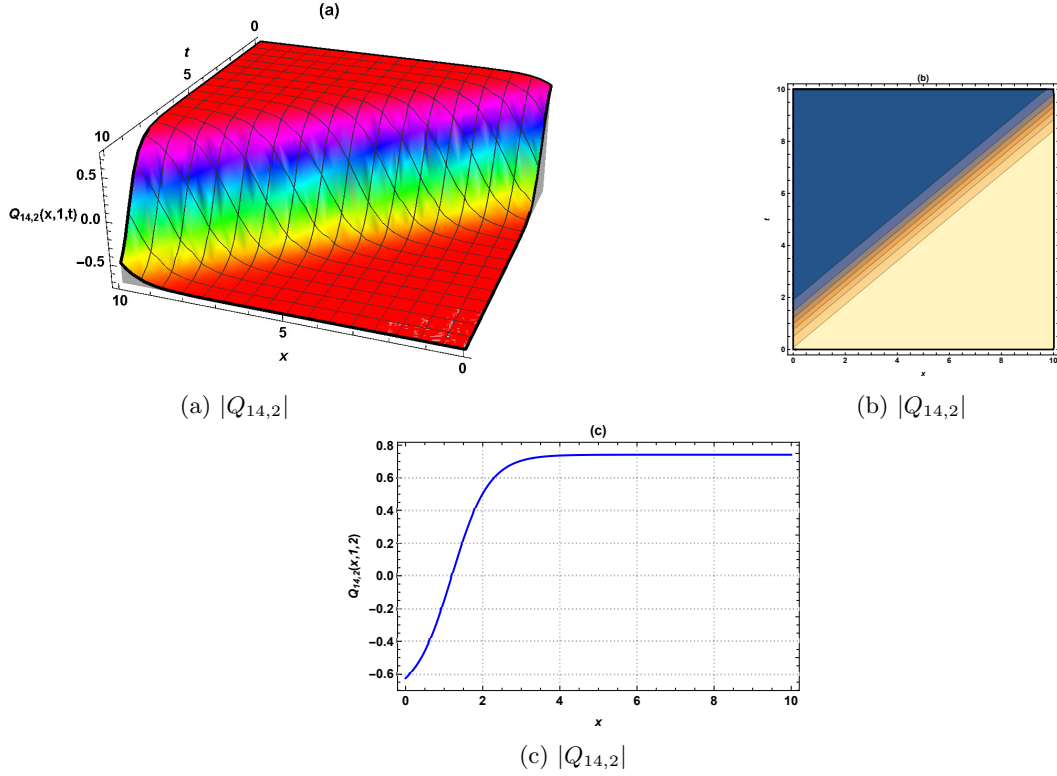 (a)
0
t
5
10
0.5
Q14,2(x,1,t)
0.0
−0.5
10
5
x
0
(a) |Q14,2|
(b)
10
8
6
t
4
2
0
0 2 4 6 8 10
x
(b) |Q14,2|
(c)
0.8
0.6
0.4
0.2
Q14,2(x,1,2)
0.0
−0.2
−0.4
−0.6
0 2 4 6 8 10
x
(c) |Q14,2|